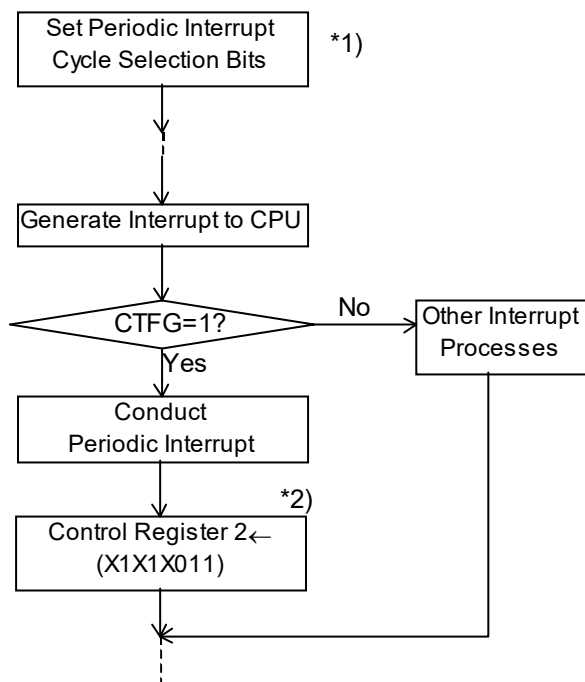 Set Periodic Interrupt
Cycle Selection Bits
*1)
Generate Interrupt to CPU
CTFG=1?
No
Other Interrupt
Processes
Yes
Conduct
Periodic Interrupt
*2)
Control Register 2←
(X1X1X011)